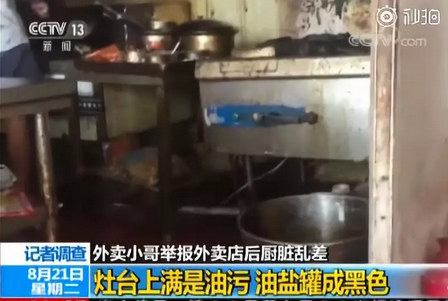 CCTV 13
新闻
秒拍
CCTV.com
记者调查
外卖小哥举报外卖店后厨脏乱差
8月21日
星期二
灶台上满是油污 油盐罐成黑色